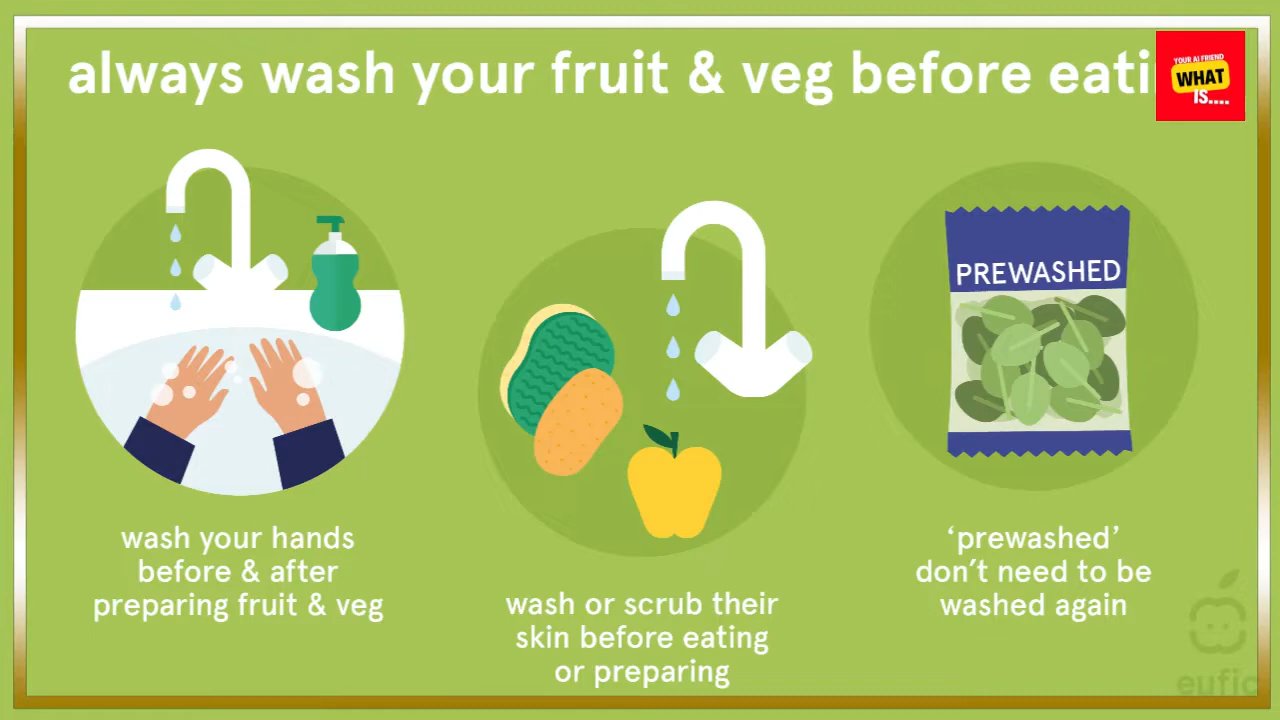 always wash your fruit & veg before eati
YOUR AI FRIEND
WHAT
IS....
PREWASHED
wash your hands
before & after
preparing fruit & veg
wash or scrub their
skin before eating
or preparing
‘prewashed’
don’t need to be
washed again
eufic